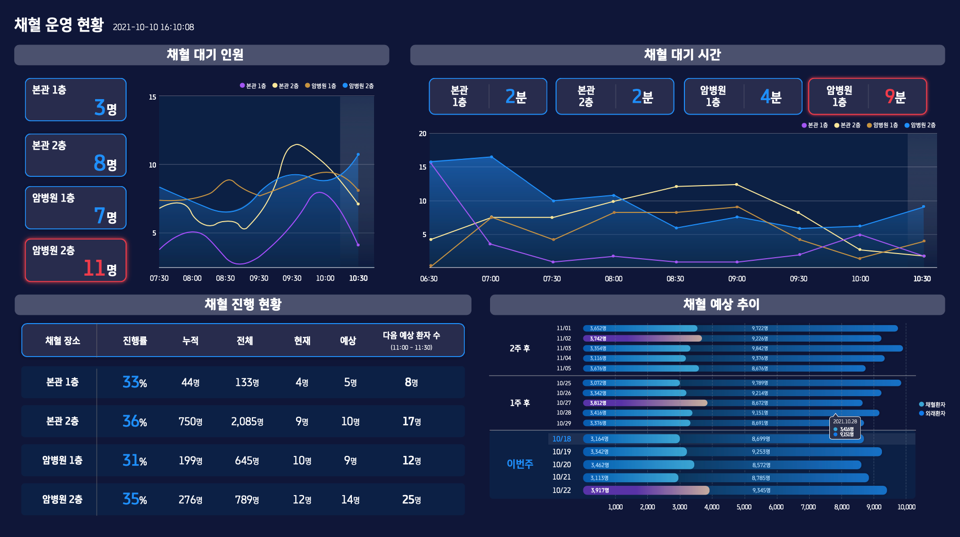 채혈 운영 현황 2021-10-10 16:10:08
채혈 대기 인원
본관 1층
3명
본관 2층
8명
암병원 1층
7명
암병원 2층
11명
본관 1층 본관 2층 암병원 1층 암병원 2층
15
10
5
07:30 08:00 08:30 09:30 09:30 10:00 10:30
채혈 대기 시간
본관 1층 2분
본관 2층 2분
암병원 1층 4분
암병원 1층 9분
본관 1층 본관 2층 암병원 1층 암병원 2층
20
15
10
5
06:30 07:00 08:00 08:30 09:00 09:30 10:00 10:30
채혈 진행 현황
채혈 장소 진행률 누적 전체 현재 예상 다음 예상 환자 수
(11:00 ~ 11:30)
본관 1층 33% 44명 133명 4명 5명 8명
본관 2층 36% 750명 2,085명 9명 10명 17명
암병원 1층 31% 199명 645명 10명 9명 12명
암병원 2층 35% 276명 789명 12명 14명 25명
채혈 예상 추이
2주 후
11/01 3,652명 9,722명
11/02 3,742명 9,226명
11/03 3,354명 9,842명
11/04 3,116명 9,376명
11/05 3,676명 8,676명
1주 후
10/25 3,072명 9,789명
10/26 3,342명 9,214명
10/27 3,812명 8,672명
10/28 3,416명 9,151명
10/29 3,376명 8,691명
이번주
10/18 3,164명 8,699명
10/19 3,342명 9,253명
10/20 3,462명 8,572명
10/21 3,113명 8,785명
10/22 3,917명 9,345명
2021.10.28
3,416명
9,151명
채혈환자
외래환자
1,000 2,000 3,000 4,000 5,000 6,000 7,000 8,000 9,000 10,000